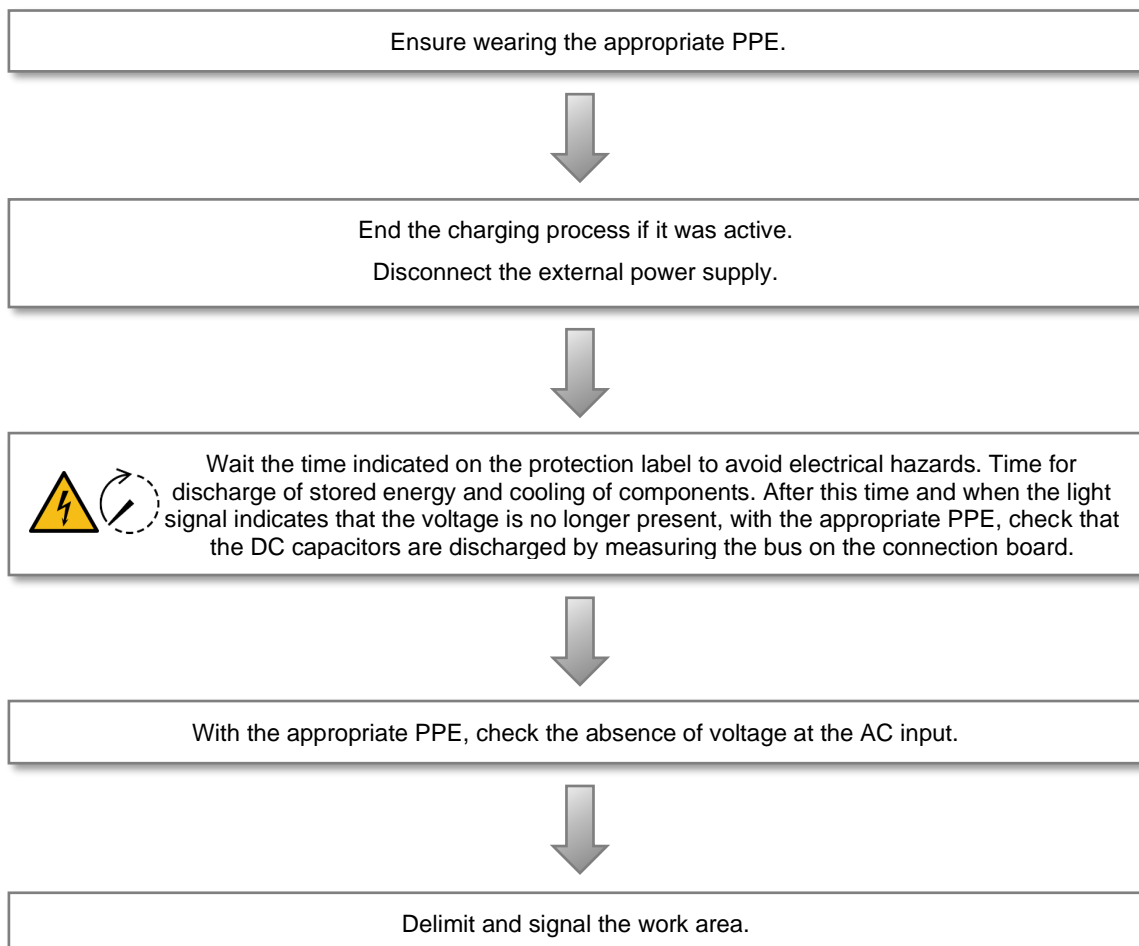 Ensure wearing the appropriate PPE.
End the charging process if it was active.
Disconnect the external power supply.
Wait the time indicated on the protection label to avoid electrical hazards. Time for
discharge of stored energy and cooling of components. After this time and when the light
signal indicates that the voltage is no longer present, with the appropriate PPE, check that
the DC capacitors are discharged by measuring the bus on the connection board.
With the appropriate PPE, check the absence of voltage at the AC input.
Delimit and signal the work area.